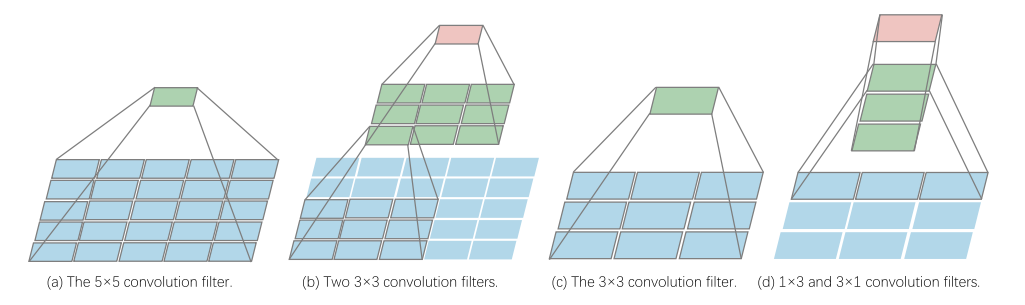 (a) The 5×5 convolution filter.
(b) Two 3×3 convolution filters.
(c) The 3×3 convolution filter.
(d) 1×3 and 3×1 convolution filters.